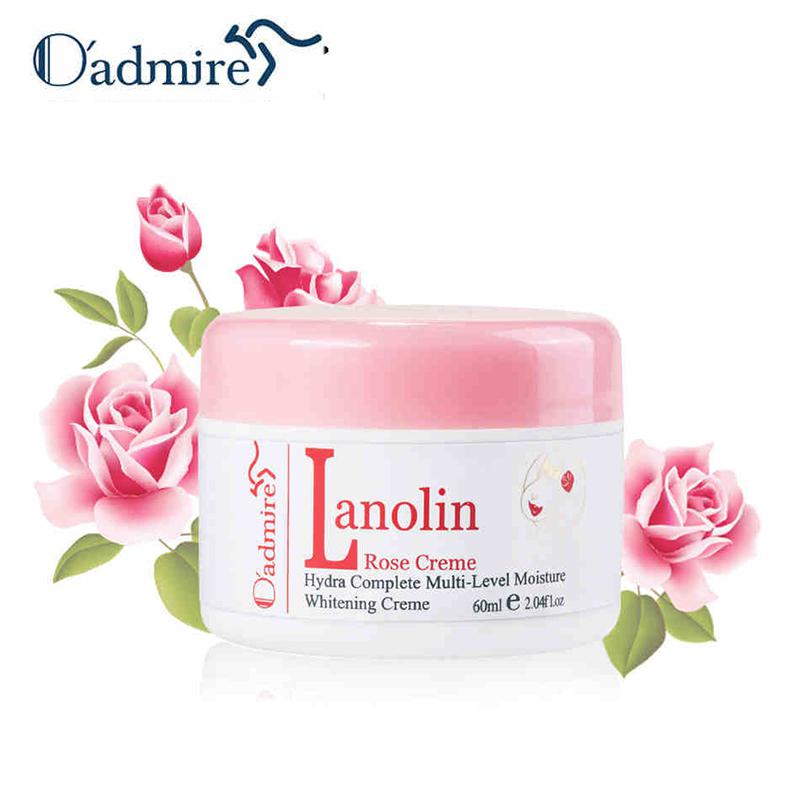 O'admire
O'admire
Lanolin
Rose Creme
Hydra Complete Multi-Level Moisture
Whitening Creme 60ml e 2.04fl.oz